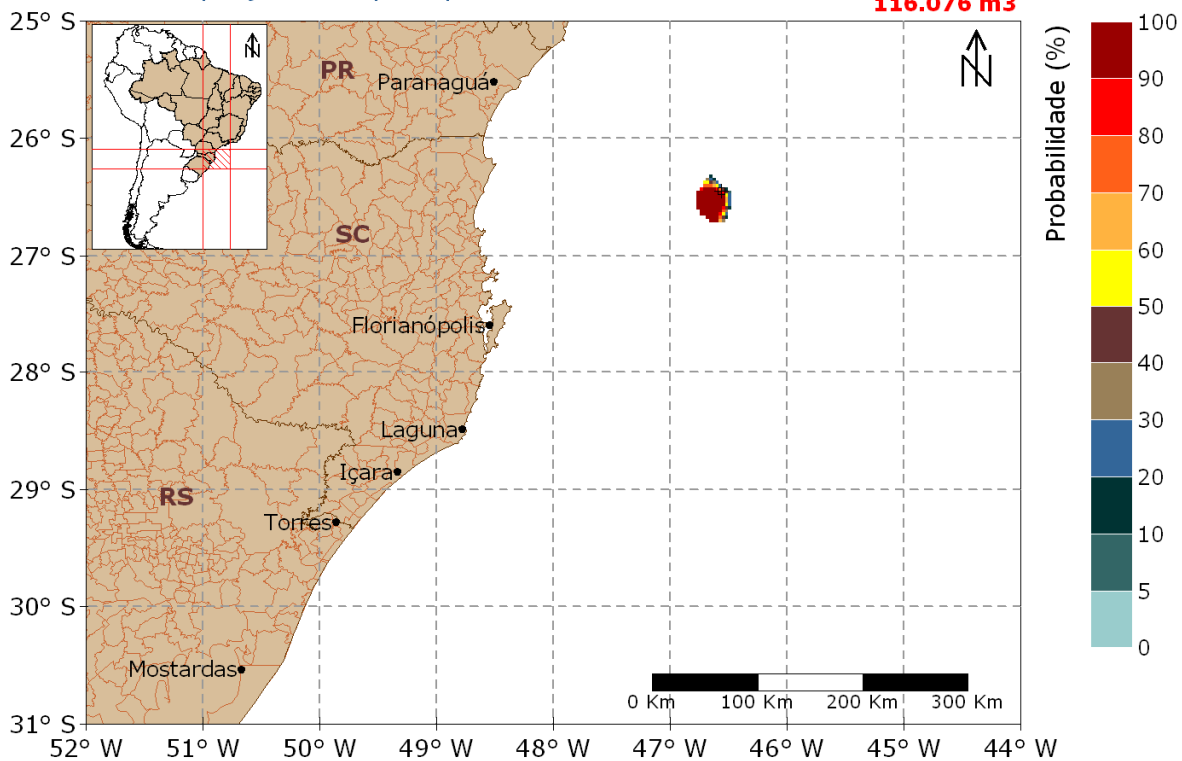 116.076 m3
25° S
26° S
27° S
28° S
29° S
30° S
31° S
52° W
51° W
50° W
49° W
48° W
47° W
46° W
45° W
44° W
N
N
PR
Paranaguá
SC
Florianópolis
Laguna
Içara
RS
Torres
Mostardas
0 Km
100 Km
200 Km
300 Km
Probabilidade (%)
100
90
80
70
60
50
40
30
20
10
5
0